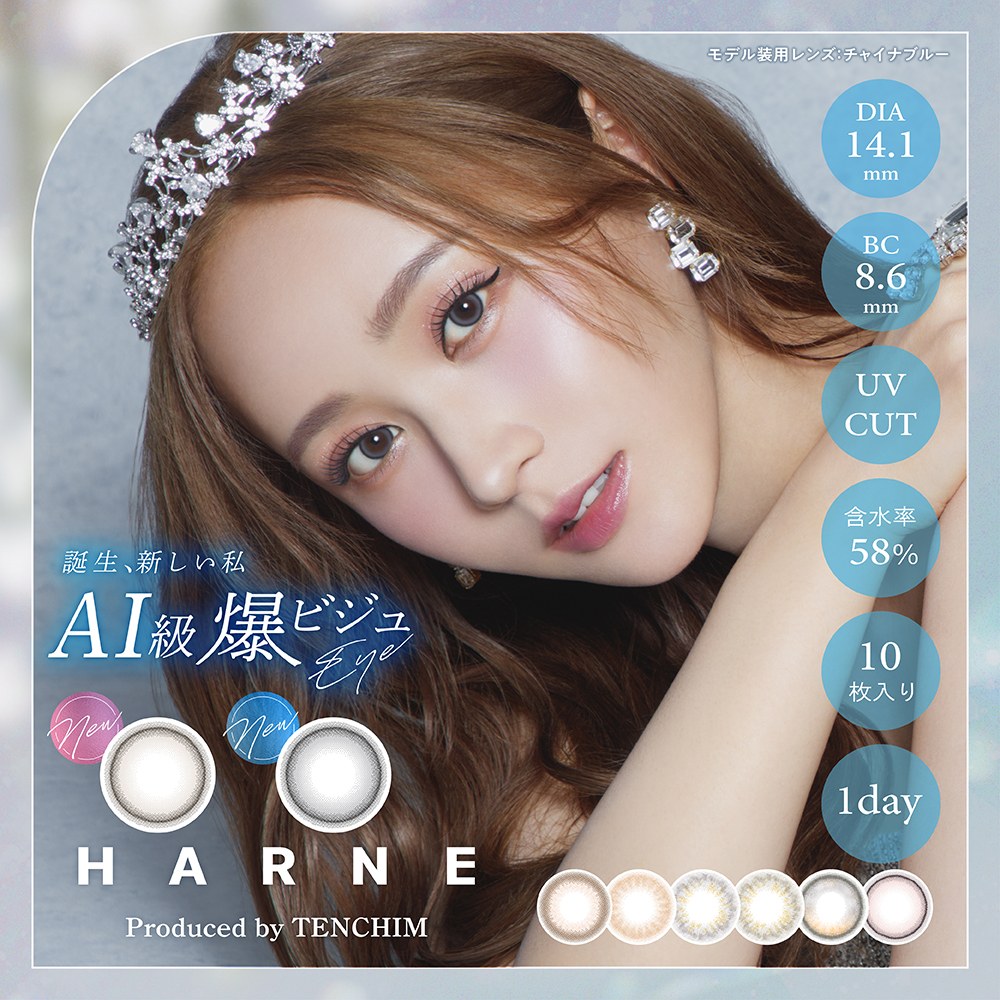 モデル装用レンズ:チャイナブルー
DIA
14.1
mm
BC
8.6
mm
UV
CUT
含水率
58%
10
枚入り
1day
誕生、新しい私
AI級 爆ビジュ
Eye
New
New
HARNE
Produced by TENCHIM